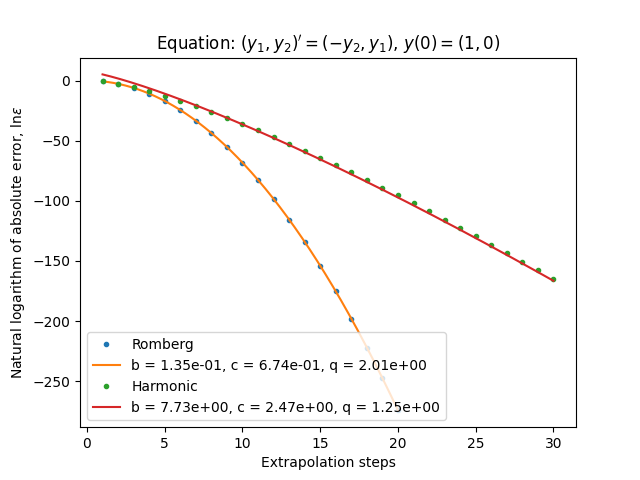 Equation: (y₁, y₂)′ = (−y₂, y₁), y(0) = (1, 0)
Natural logarithm of absolute error, lnε
0
−50
−100
−150
−200
−250
Romberg
b = 1.35e-01, c = 6.74e-01, q = 2.01e+00
Harmonic
b = 7.73e+00, c = 2.47e+00, q = 1.25e+00
0 5 10 15 20 25 30
Extrapolation steps